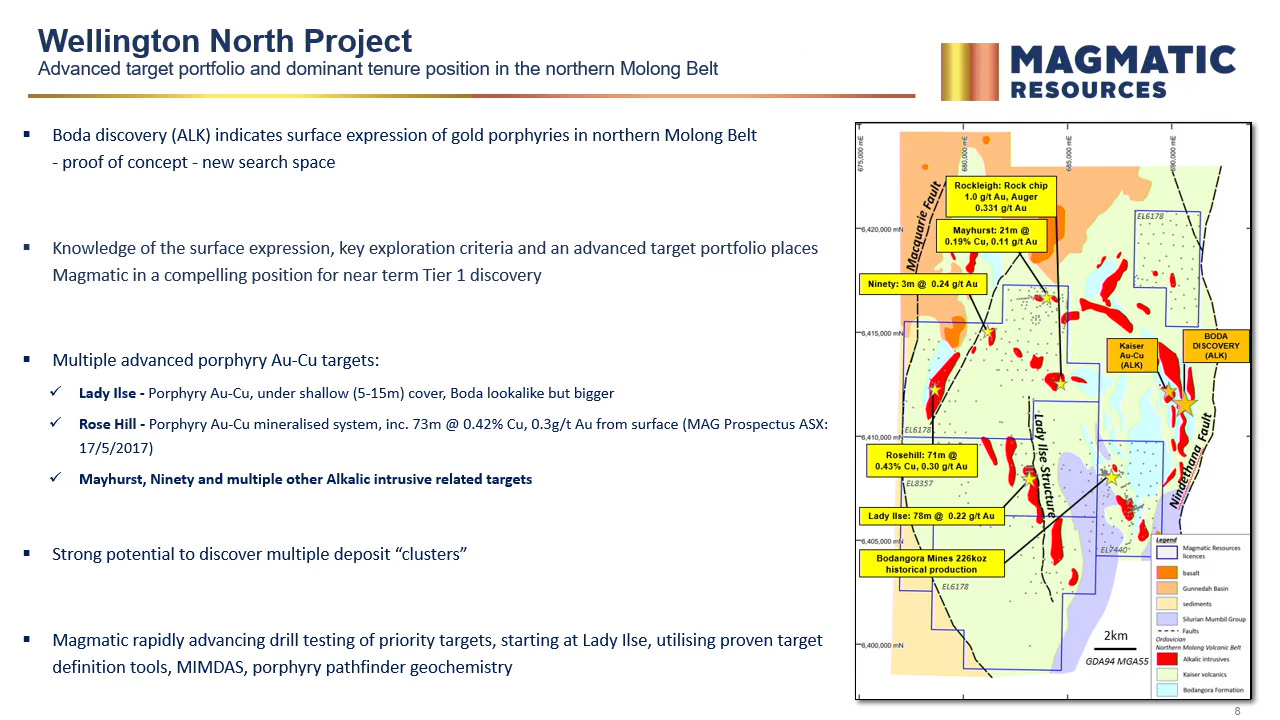 Wellington North Project
Advanced target portfolio and dominant tenure position in the northern Molong Belt
MAGMATIC
RESOURCES
▪ Boda discovery (ALK) indicates surface expression of gold porphyries in northern Molong Belt
- proof of concept - new search space
▪ Knowledge of the surface expression, key exploration criteria and an advanced target portfolio places
Magmatic in a compelling position for near term Tier 1 discovery
▪ Multiple advanced porphyry Au-Cu targets:
✓ Lady Ilse - Porphyry Au-Cu, under shallow (5-15m) cover, Boda lookalike but bigger
✓ Rose Hill - Porphyry Au-Cu mineralised system, inc. 73m @ 0.42% Cu, 0.3g/t Au from surface (MAG Prospectus ASX:
17/5/2017)
✓ Mayhurst, Ninety and multiple other Alkalic intrusive related targets
▪ Strong potential to discover multiple deposit “clusters”
▪ Magmatic rapidly advancing drill testing of priority targets, starting at Lady Ilse, utilising proven target
definition tools, MIMDAS, porphyry pathfinder geochemistry
675,000 mE
680,000 mE
685,000 mE
690,000 mE
Macquarie Fault
Rockleigh: Rock chip
1.0 g/t Au, Auger
0.331 g/t Au
EL6178
6,420,000 mN
Mayhurst: 21m @
0.19% Cu, 0.11 g/t Au
Ninety: 3m @ 0.24 g/t Au
6,415,000 mN
Kaiser
Au-Cu
(ALK)
BODA
DISCOVERY
(ALK)
EL6178
6,410,000 mN
Lady Ilse Structure
Nindethana Fault
Rosehill: 71m @
0.43% Cu, 0.30 g/t Au
EL8357
Lady Ilse: 78m @ 0.22 g/t Au
6,405,000 mN
EL7440
Bodangora Mines 226koz
historical production
EL6178
6,400,000 mN
2km
GDA94 MGA55
Legend
Magmatic Resources
licences
basalt
Gunnedah Basin
sediments
Silurian Mumbil Group
Faults
Ordovician
Northern Molong Volcanic Belt
Alkalic intrusives
Kaiser volcanics
Bodangora Formation
8